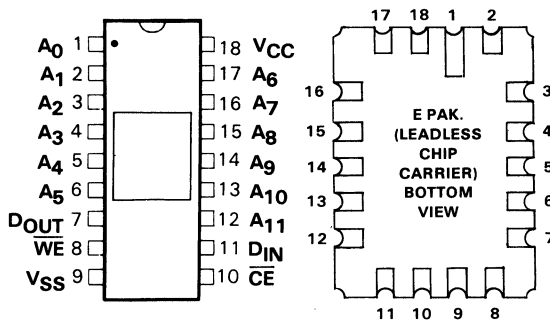 A0 1 18 VCC
A1 2 17 A6
A2 3 16 A7
A3 4 15 A8
A4 5 14 A9
A5 6 13 A10
DOUT 7 12 A11
WE 8 11 DIN
VSS 9 10 CE
17 18 1 2
16 3
15 4
14 5
13 6
12 7
E PAK.
(LEADLESS
CHIP
CARRIER)
BOTTOM
VIEW
11 10 9 8